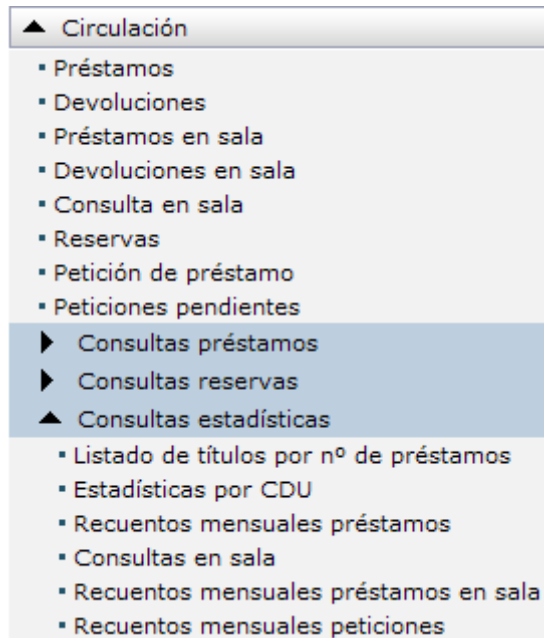 Circulación
Préstamos
Devoluciones
Préstamos en sala
Devoluciones en sala
Consulta en sala
Reservas
Petición de préstamo
Peticiones pendientes
Consultas préstamos
Consultas reservas
Consultas estadísticas
Listado de títulos por nº de préstamos
Estadísticas por CDU
Recuentos mensuales préstamos
Consultas en sala
Recuentos mensuales préstamos en sala
Recuentos mensuales peticiones